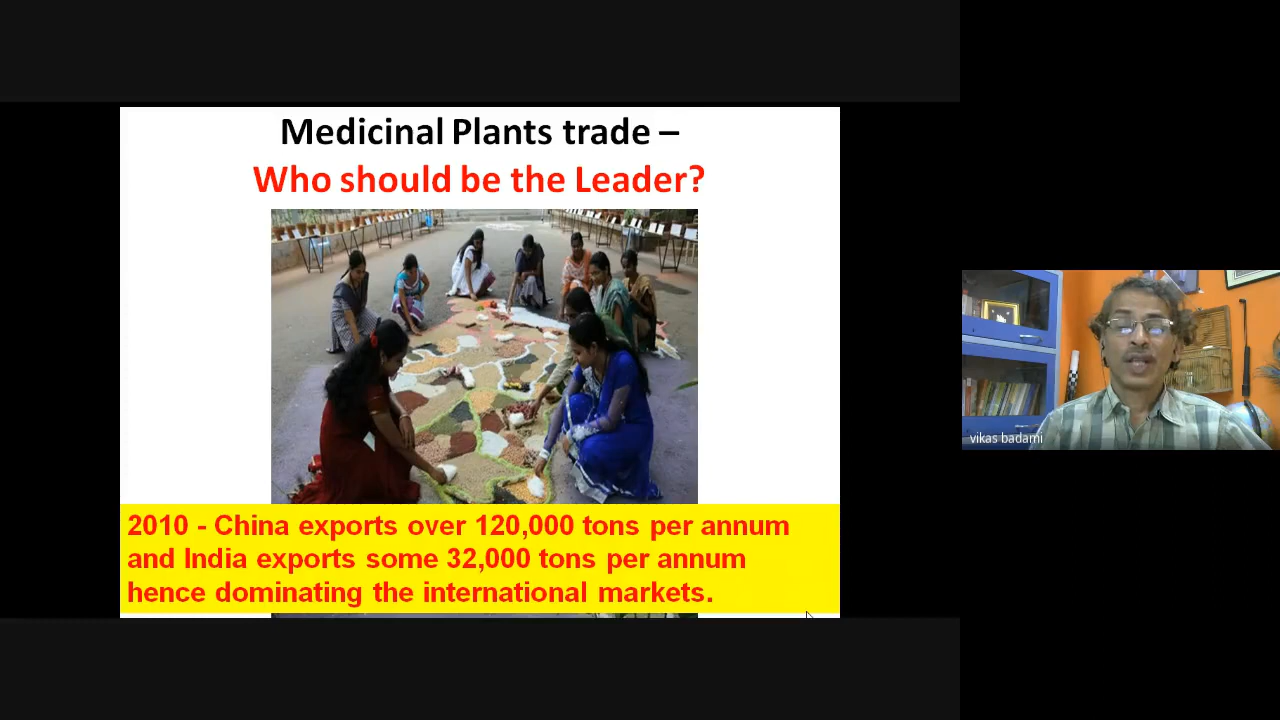 Medicinal Plants trade –
Who should be the Leader?
2010 - China exports over 120,000 tons per annum
and India exports some 32,000 tons per annum
hence dominating the international markets.
vikas badami